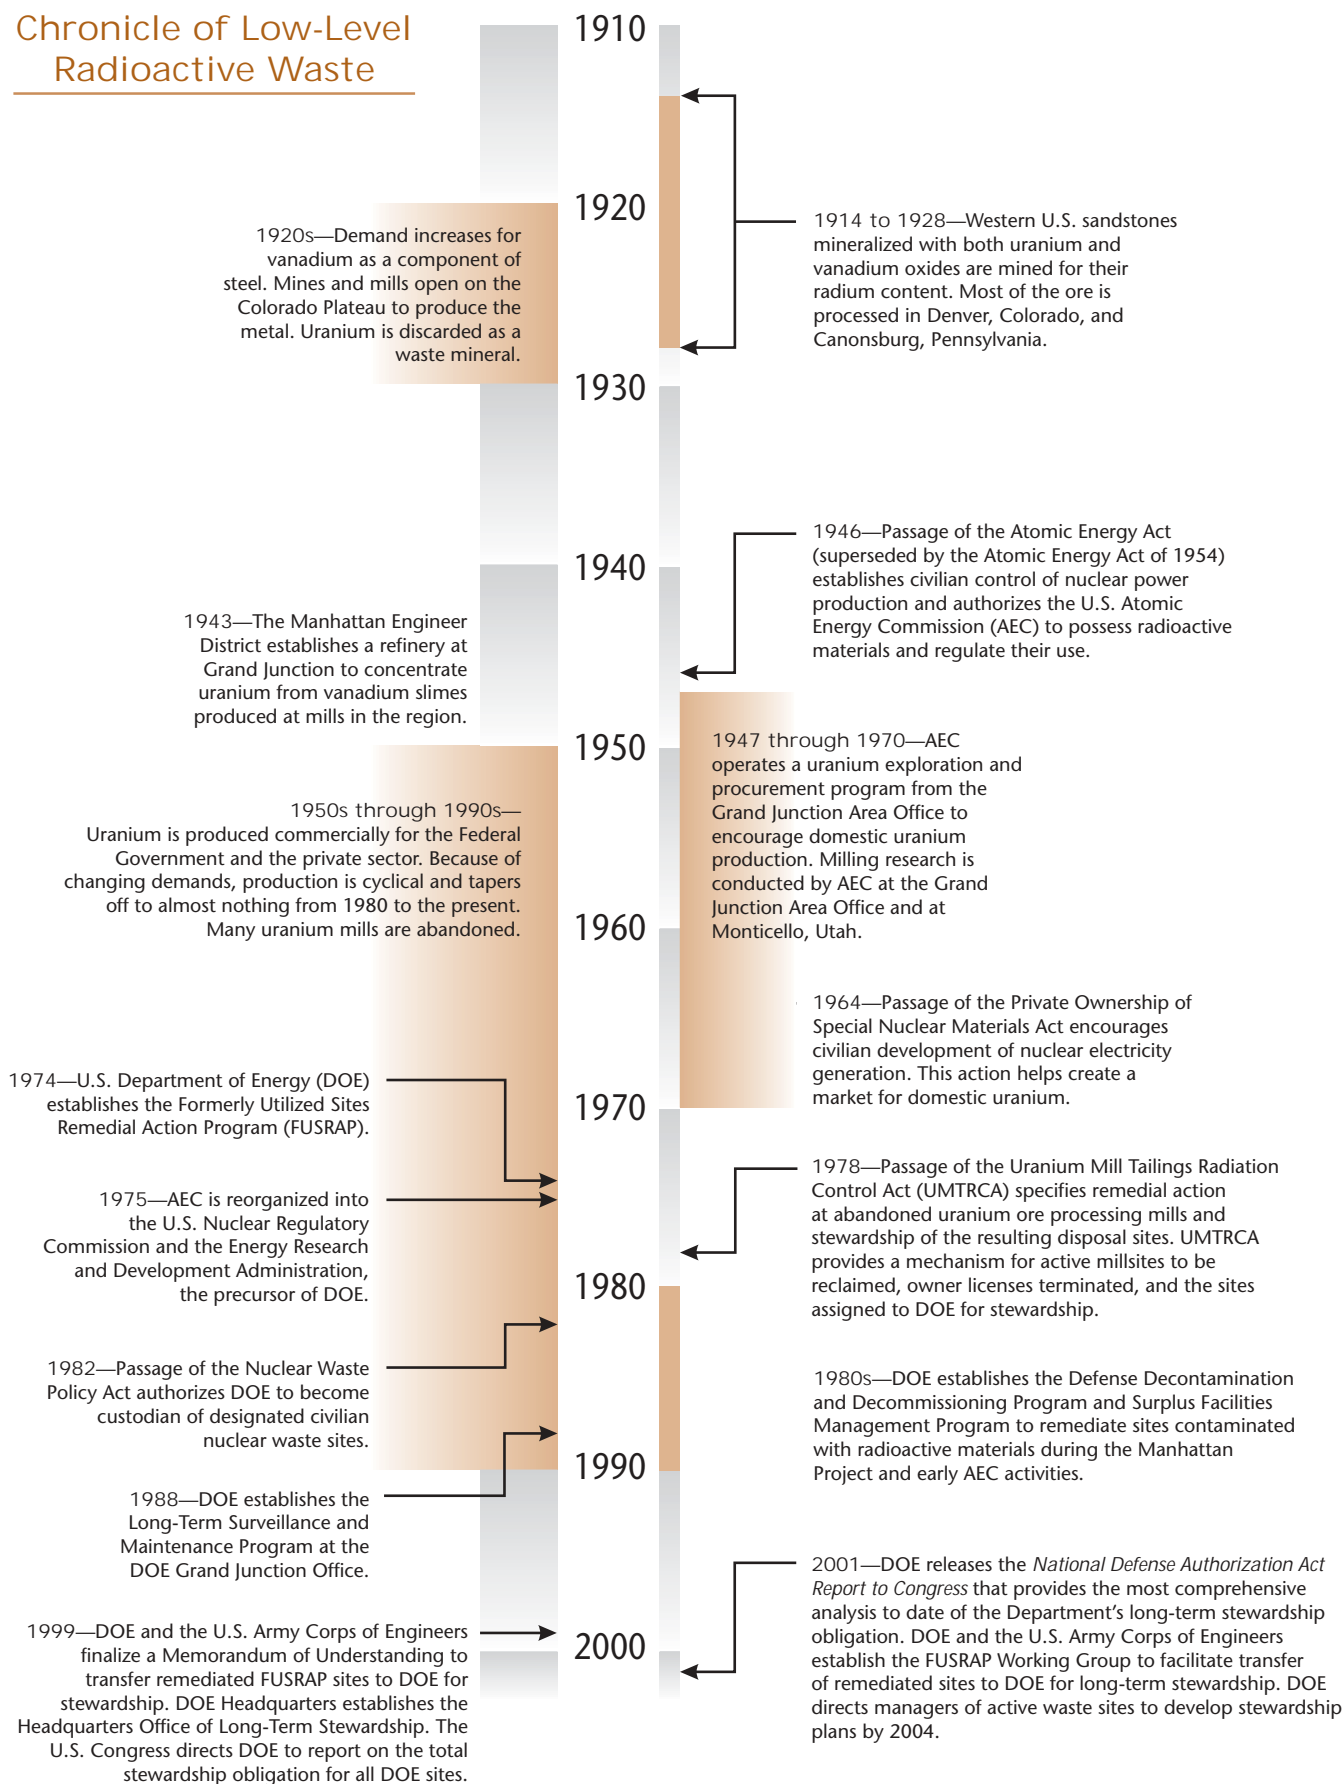 Chronicle of Low-Level
Radioactive Waste
1910
1920
1930
1940
1950
1960
1970
1980
1990
2000
1920s—Demand increases for
vanadium as a component of
steel. Mines and mills open on the
Colorado Plateau to produce the
metal. Uranium is discarded as a
waste mineral.
1943—The Manhattan Engineer
District establishes a refinery at
Grand Junction to concentrate
uranium from vanadium slimes
produced at mills in the region.
1950s through 1990s—
Uranium is produced commercially for the Federal
Government and the private sector. Because of
changing demands, production is cyclical and tapers
off to almost nothing from 1980 to the present.
Many uranium mills are abandoned.
1974—U.S. Department of Energy (DOE)
establishes the Formerly Utilized Sites
Remedial Action Program (FUSRAP).
1975—AEC is reorganized into
the U.S. Nuclear Regulatory
Commission and the Energy Research
and Development Administration,
the precursor of DOE.
1982—Passage of the Nuclear Waste
Policy Act authorizes DOE to become
custodian of designated civilian
nuclear waste sites.
1988—DOE establishes the
Long-Term Surveillance and
Maintenance Program at the
DOE Grand Junction Office.
1999—DOE and the U.S. Army Corps of Engineers
finalize a Memorandum of Understanding to
transfer remediated FUSRAP sites to DOE for
stewardship. DOE Headquarters establishes the
Headquarters Office of Long-Term Stewardship. The
U.S. Congress directs DOE to report on the total
stewardship obligation for all DOE sites.
1914 to 1928—Western U.S. sandstones
mineralized with both uranium and
vanadium oxides are mined for their
radium content. Most of the ore is
processed in Denver, Colorado, and
Canonsburg, Pennsylvania.
1946—Passage of the Atomic Energy Act
(superseded by the Atomic Energy Act of 1954)
establishes civilian control of nuclear power
production and authorizes the U.S. Atomic
Energy Commission (AEC) to possess radioactive
materials and regulate their use.
1947 through 1970—AEC
operates a uranium exploration and
procurement program from the
Grand Junction Area Office to
encourage domestic uranium
production. Milling research is
conducted by AEC at the Grand
Junction Area Office and at
Monticello, Utah.
1964—Passage of the Private Ownership of
Special Nuclear Materials Act encourages
civilian development of nuclear electricity
generation. This action helps create a
market for domestic uranium.
1978—Passage of the Uranium Mill Tailings Radiation
Control Act (UMTRCA) specifies remedial action
at abandoned uranium ore processing mills and
stewardship of the resulting disposal sites. UMTRCA
provides a mechanism for active millsites to be
reclaimed, owner licenses terminated, and the sites
assigned to DOE for stewardship.
1980s—DOE establishes the Defense Decontamination
and Decommissioning Program and Surplus Facilities
Management Program to remediate sites contaminated
with radioactive materials during the Manhattan
Project and early AEC activities.
2001—DOE releases the National Defense Authorization Act
Report to Congress that provides the most comprehensive
analysis to date of the Department’s long-term stewardship
obligation. DOE and the U.S. Army Corps of Engineers
establish the FUSRAP Working Group to facilitate transfer
of remediated sites to DOE for long-term stewardship. DOE
directs managers of active waste sites to develop stewardship
plans by 2004.